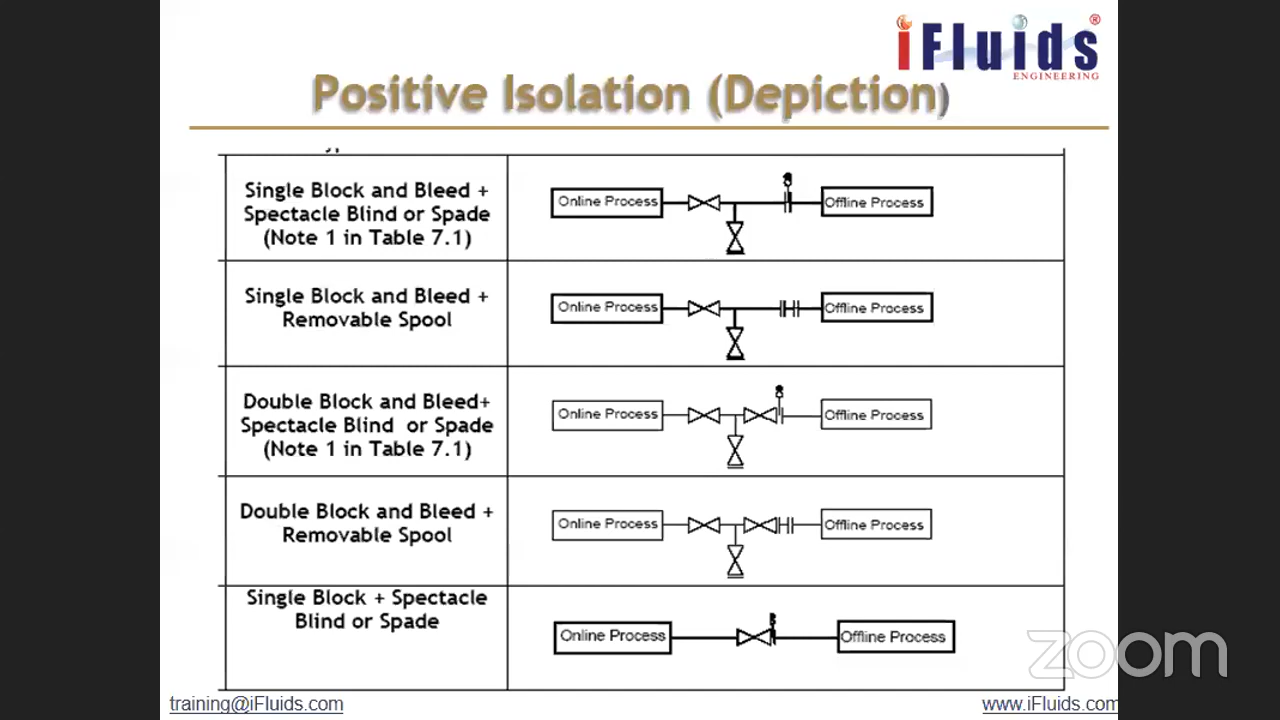 iFluids®
ENGINEERING
Positive Isolation (Depiction)
Single Block and Bleed +
Spectacle Blind or Spade
(Note 1 in Table 7.1)
Online Process
Offline Process
Single Block and Bleed +
Removable Spool
Online Process
Offline Process
Double Block and Bleed+
Spectacle Blind or Spade
(Note 1 in Table 7.1)
Online Process
Offline Process
Double Block and Bleed +
Removable Spool
Online Process
Offline Process
Single Block + Spectacle
Blind or Spade
Online Process
Offline Process
zoom
training@iFluids.com
www.iFluids.com